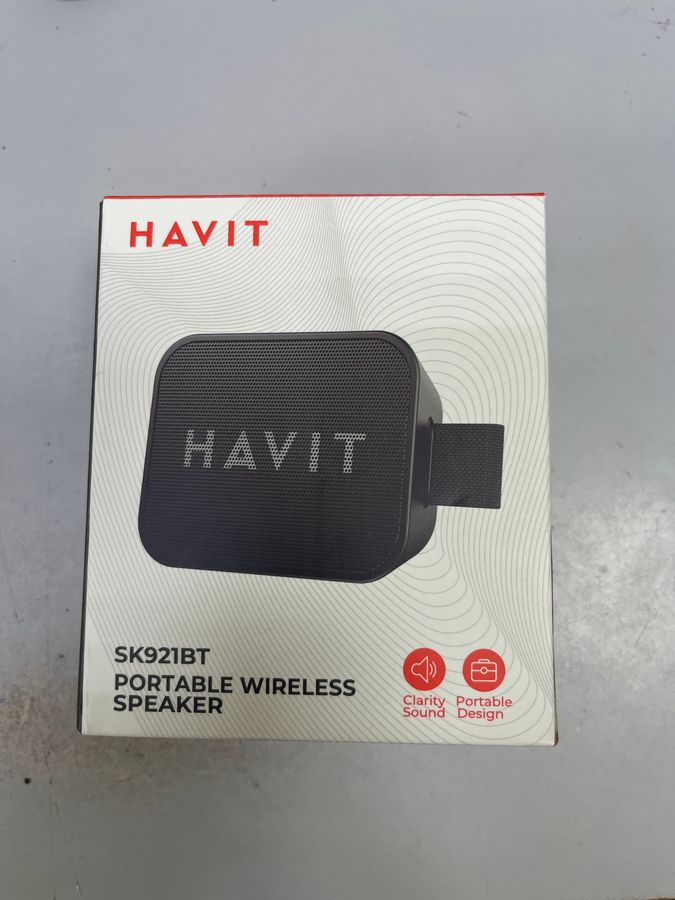 HAVIT
HAVIT
SK921BT
PORTABLE WIRELESS
SPEAKER
Clarity
Sound
Portable
Design